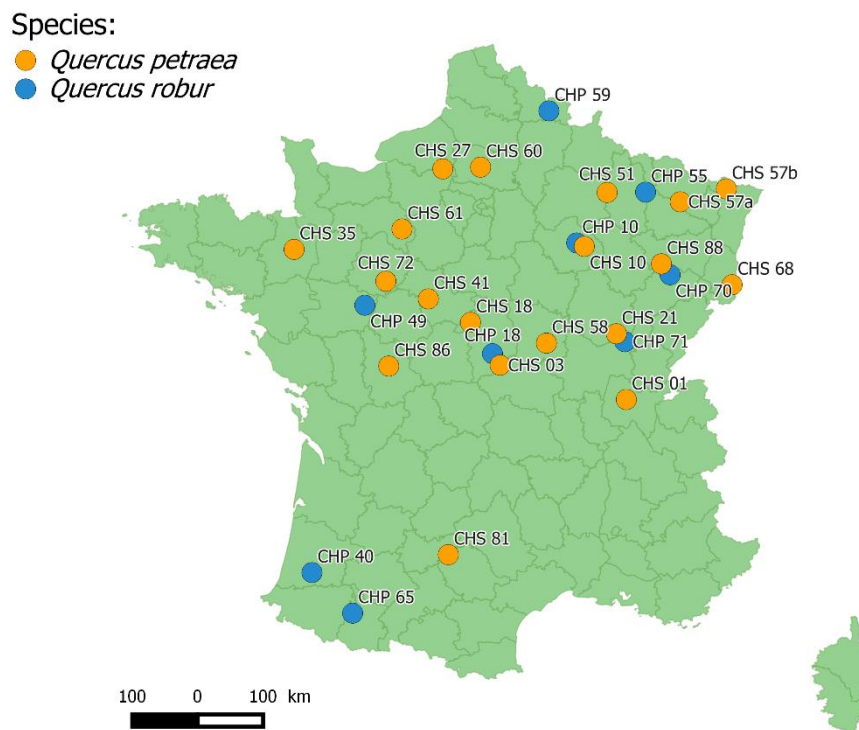 Species:
Quercus petraea
Quercus robur
CHP 59
CHS 27
CHS 60
CHS 51
CHP 55
CHS 57b
CHS 57a
CHS 61
CHS 35
CHP 10
CHS 10
CHS 88
CHS 68
CHP 70
CHS 72
CHS 41
CHP 49
CHS 18
CHP 18
CHS 58
CHS 21
CHP 71
CHS 86
CHS 03
CHS 01
CHS 81
CHP 40
CHP 65
100 0 100 km